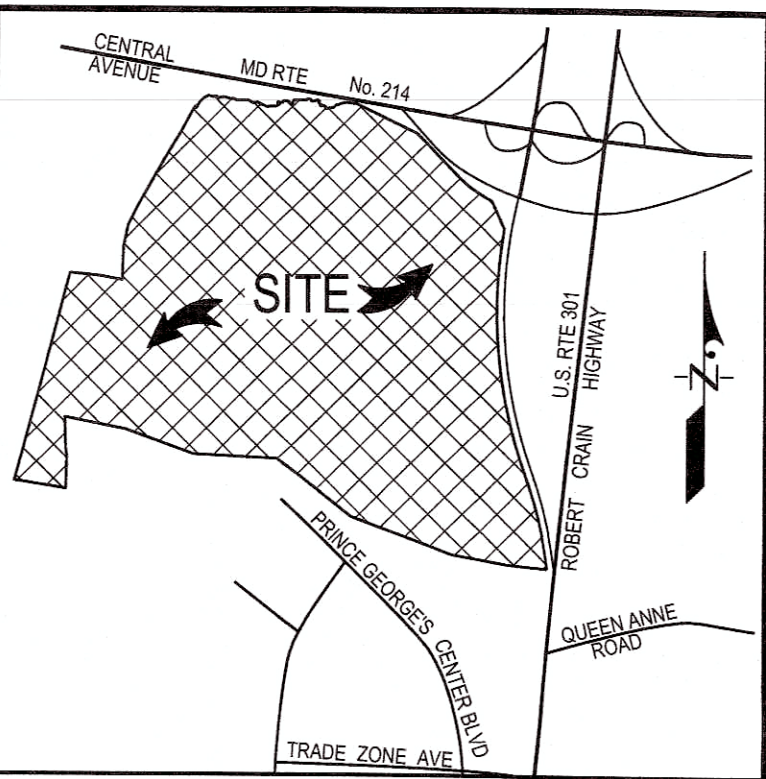 CENTRAL
AVENUE
MD RTE
No. 214
SITE
U.S. RTE 301
HIGHWAY
ROBERT CRAIN
N
PRINCE GEORGE'S CENTER BLVD
QUEEN ANNE
ROAD
TRADE ZONE AVE